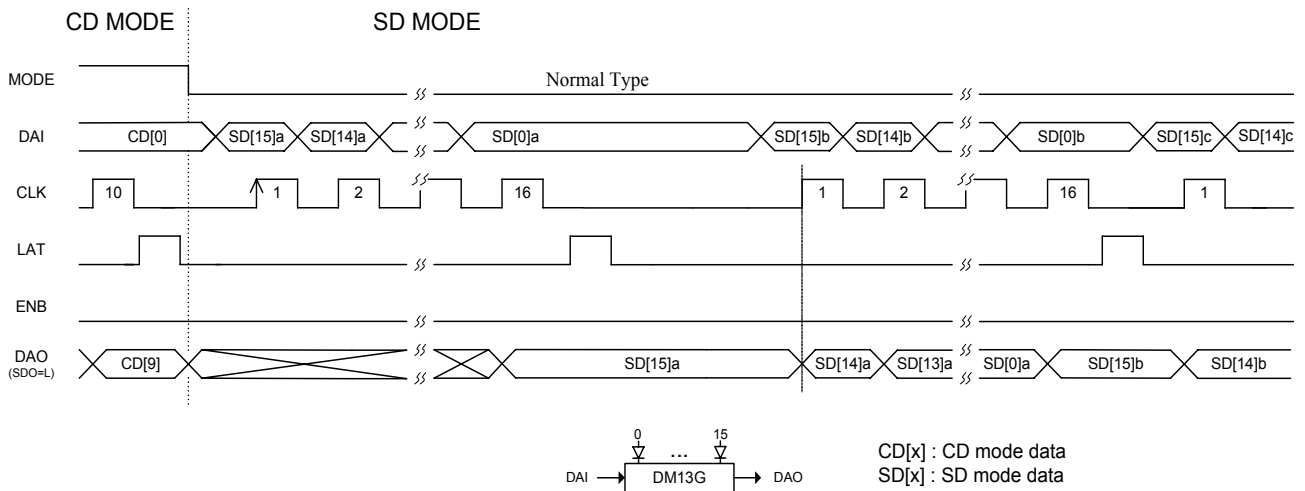 CD MODE SD MODE
MODE Normal Type
DAI CD[0] SD[15]a SD[14]a SD[0]a SD[15]b SD[14]b SD[0]b SD[15]c SD[14]c
CLK 10 1 2 16 1 2 16 1
LAT
ENB
DAO CD[9] SD[15]a SD[14]a SD[13]a SD[0]a SD[15]b SD[14]b
(SDO=L)
0 ... 15
DAI DM13G DAO
CD[x] : CD mode data
SD[x] : SD mode data